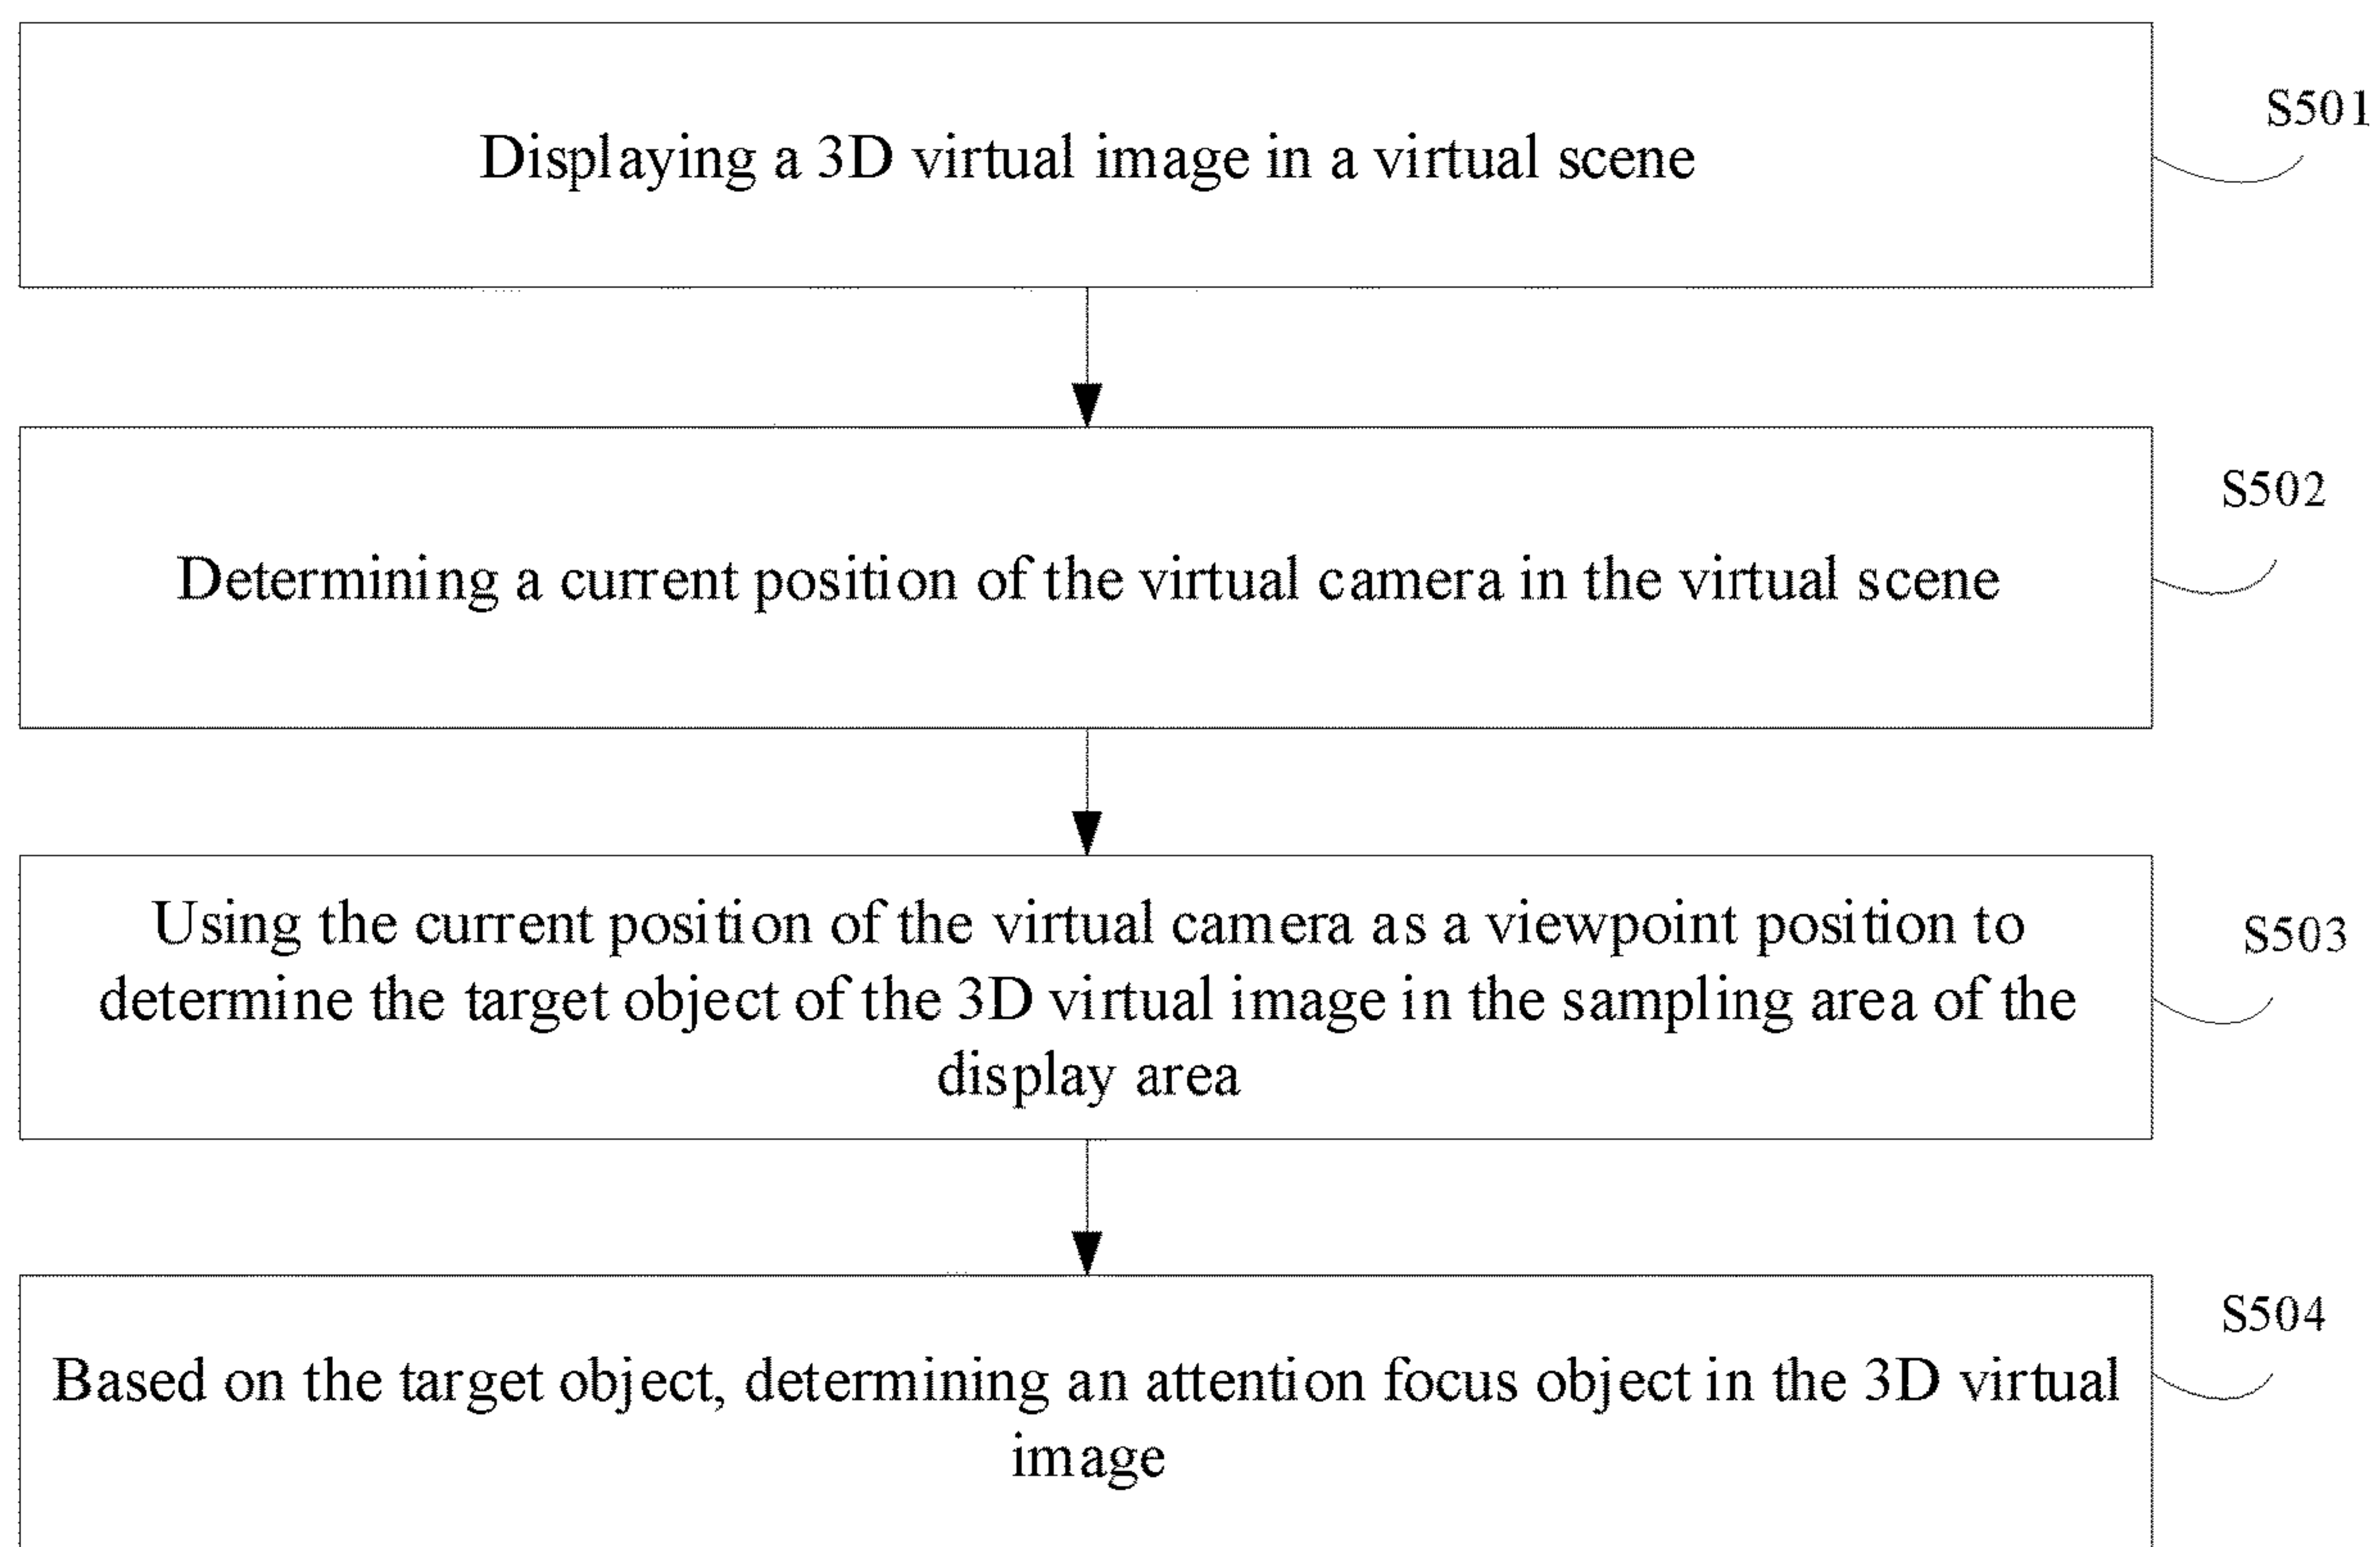 Displaying a 3D virtual image in a virtual scene
S501
Determining a current position of the virtual camera in the virtual scene
S502
Using the current position of the virtual camera as a viewpoint position to
determine the target object of the 3D virtual image in the sampling area of the
display area
S503
Based on the target object, determining an attention focus object in the 3D virtual
image
S504